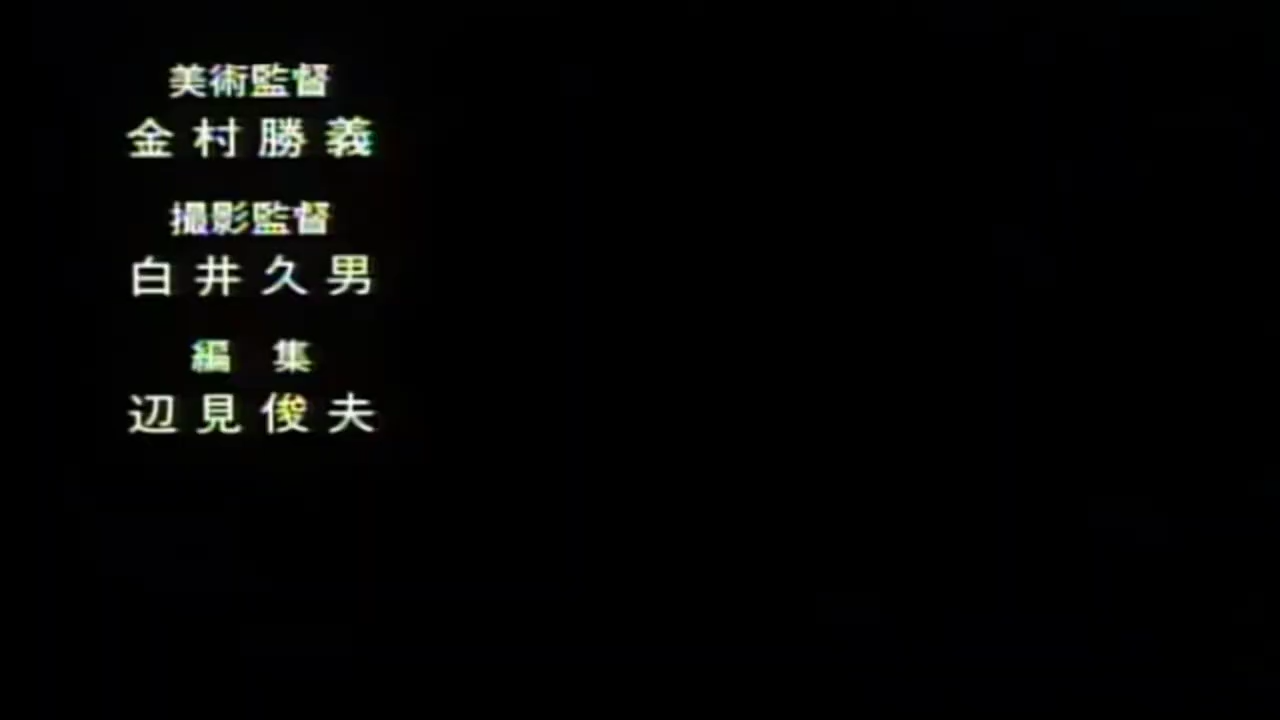 美術監督
金村勝義
撮影監督
白井久男
編 集
辺見俊夫